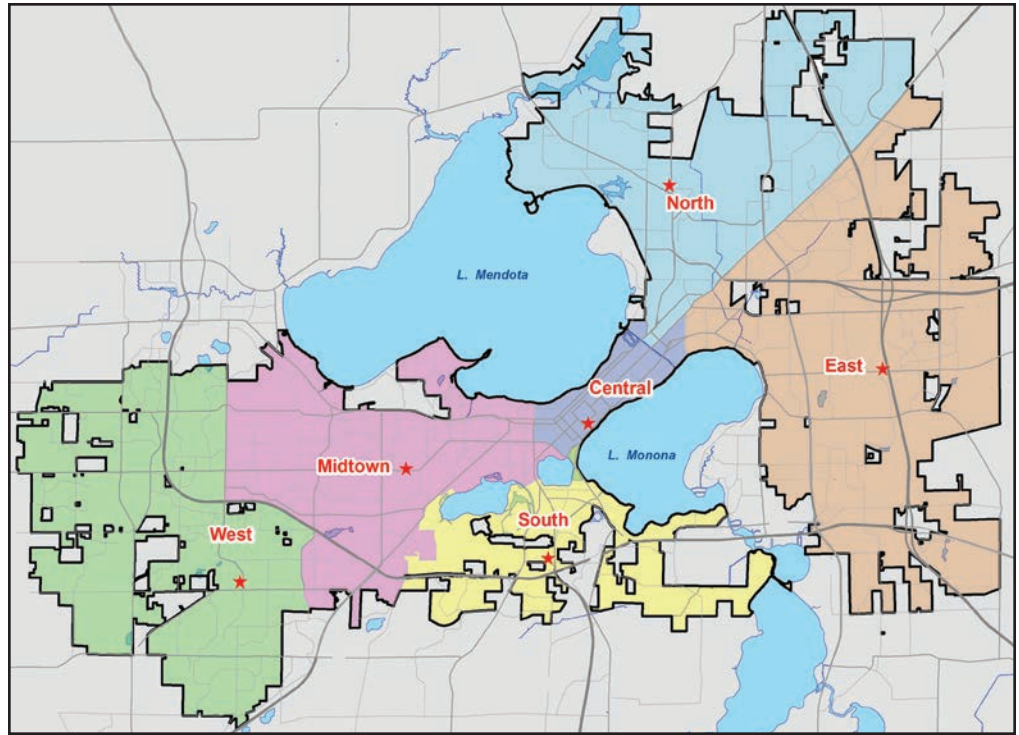 North
L. Mendota
East
Central
L. Monona
Midtown
South
West